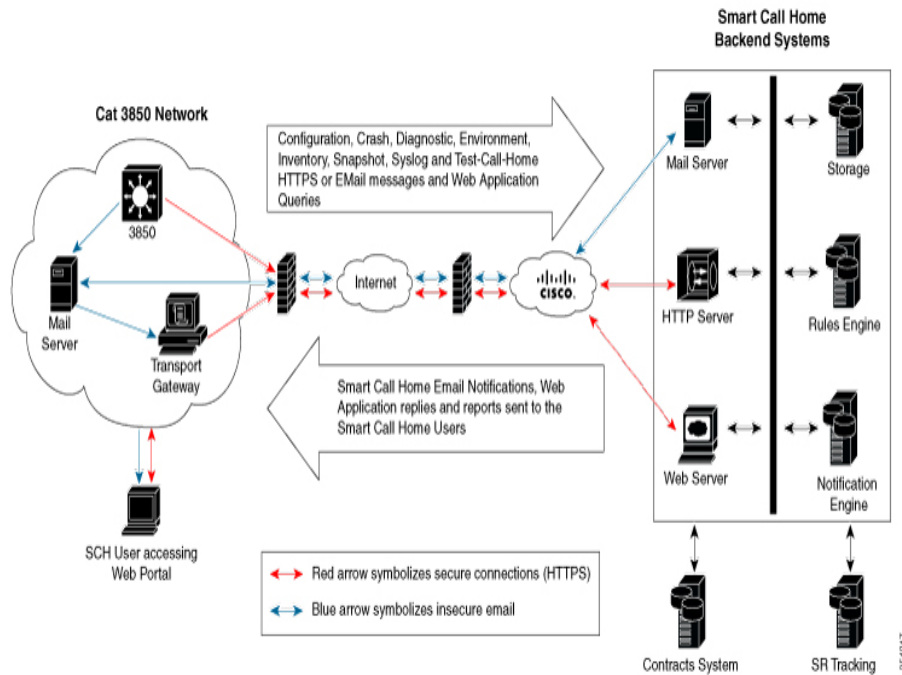 Smart Call Home
Backend Systems
Cat 3850 Network
Configuration, Crash, Diagnostic, Environment,
Inventory, Snapshot, Syslog and Test-Call-Home
HTTPS or EMail messages and Web Application
Queries
3850
Mail
Server
Transport
Gateway
Internet
CISCO.
Mail Server
Storage
HTTP Server
Rules Engine
Smart Call Home Email Notifications, Web
Application replies and reports sent to the
Smart Call Home Users
Web Server
Notification
Engine
SCH User accessing
Web Portal
Red arrow symbolizes secure connections (HTTPS)
Blue arrow symbolizes insecure email
Contracts System
SR Tracking